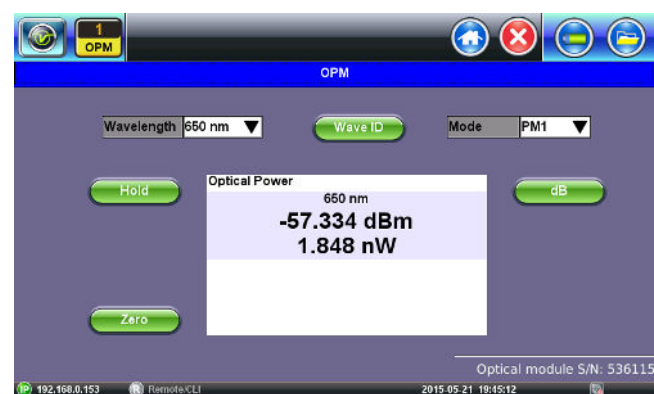 1
OPM
OPM
Wavelength 650 nm
Wave ID
Mode PM1
Hold
Optical Power
dB
650 nm
-57.334 dBm
1.848 nW
Zero
Optical module S/N: 536115
IP 192.168.0.153
R Remote/CLI
2015-05-21 19:45:12